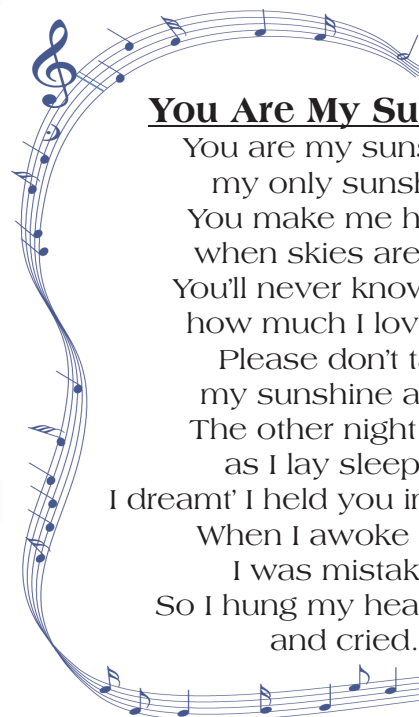 You Are My Su
You are my suns
my only sunsh
You make me h
when skies are
You'll never know
how much I lov
Please don't t
my sunshine a
The other night
as I lay sleep
I dreamt' I held you in
When I awoke
I was mistak
So I hung my hea
and cried.